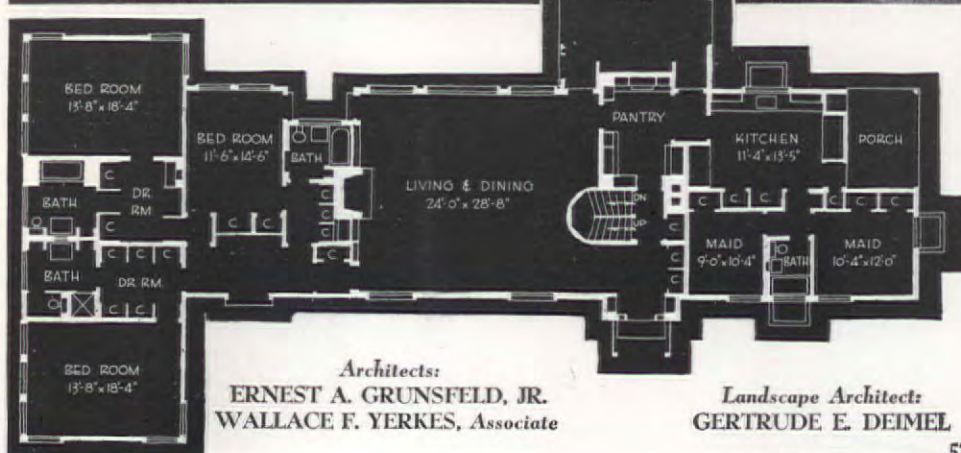 BED ROOM
13'-8" x 18'-4"
BED ROOM
11'-6" x 14'-6"
BATH
LIVING & DINING
24'-0" x 28'-8"
PANTRY
KITCHEN
11'-4" x 13'-5"
PORCH
C
DR.
RM.
BATH
C
C
C
C
C
C
C
DN
UP
C
C
C
C
C
C
C
C
C
MAID
9'-0" x 10'-4"
BATH
MAID
10'-4" x 12'-0"
BATH
C
C
C
DR. RM.
C
C
BED ROOM
13'-8" x 18'-4"
Architects:
ERNEST A. GRUNSFELD, JR.
WALLACE F. YERKES, Associate
Landscape Architect:
GERTRUDE E. DEIMEL